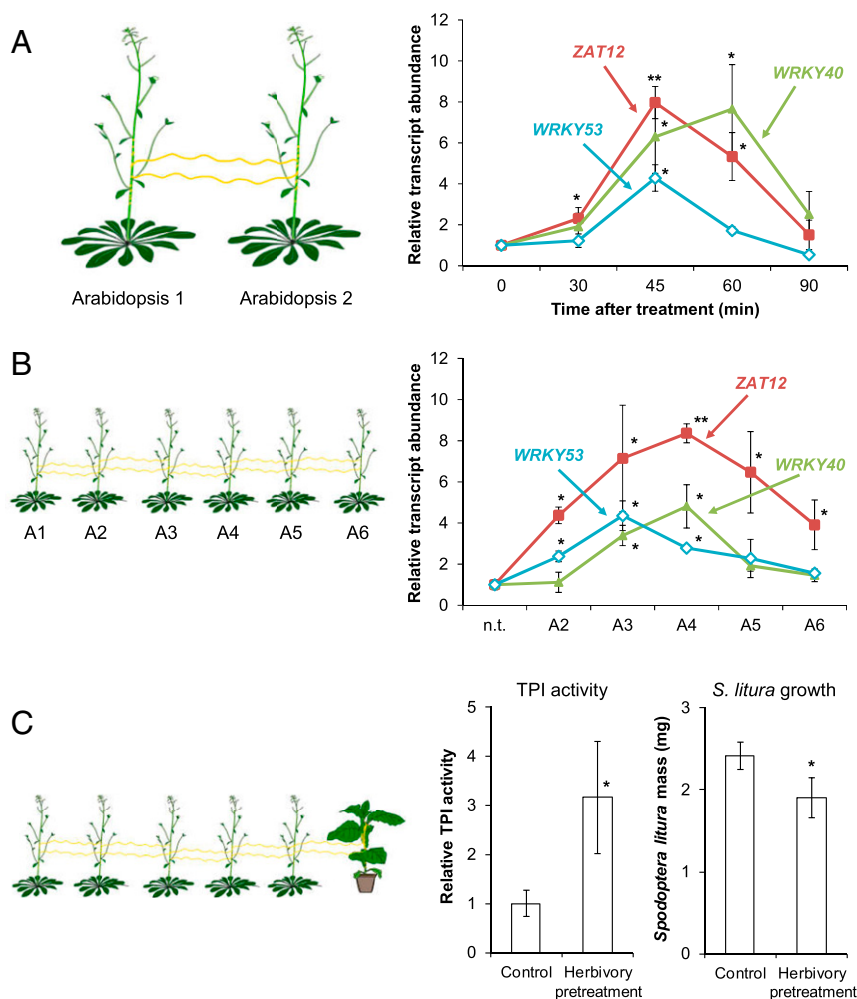 A
Arabidopsis 1
Arabidopsis 2
Relative transcript abundance
12
10
8
6
4
2
0
ZAT12
WRKY40
WRKY53
**
*
*
*
*
*
0
30
45
60
90
Time after treatment (min)
B
A1
A2
A3
A4
A5
A6
Relative transcript abundance
12
10
8
6
4
2
0
ZAT12
WRKY53
WRKY40
*
*
*
*
*
**
*
*
*
*
n.t.
A2
A3
A4
A5
A6
C
TPI activity
Relative TPI activity
5
4
3
2
1
0
*
Control
Herbivory
pretreatment
S. litura growth
Spodoptera litura mass (mg)
3
2
1
0
*
Control
Herbivory
pretreatment